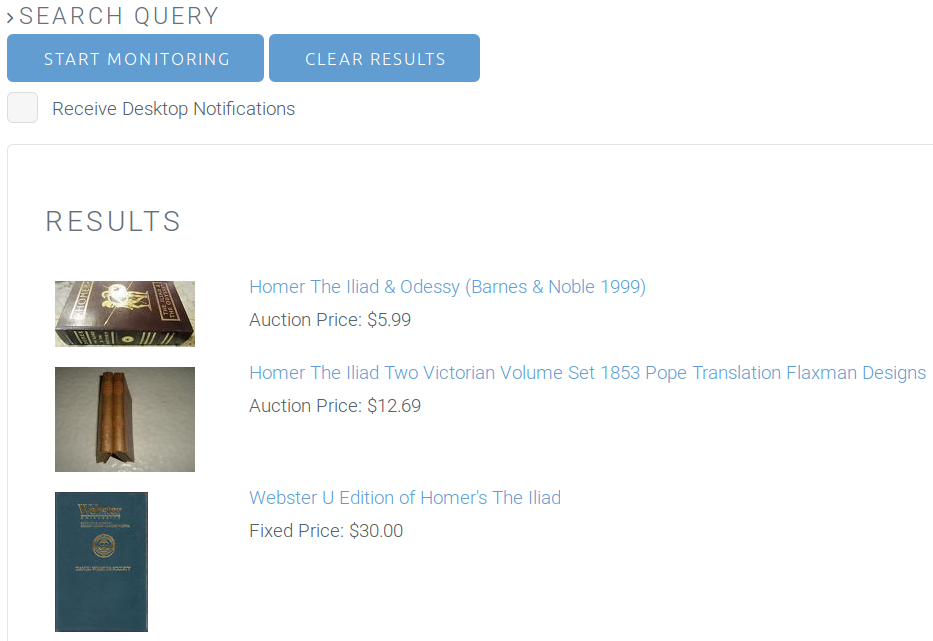 SEARCH QUERY
START MONITORING CLEAR RESULTS
Receive Desktop Notifications
RESULTS
Homer The Iliad & Odessy (Barnes & Noble 1999)
Auction Price: $5.99
Homer The Iliad Two Victorian Volume Set 1853 Pope Translation Flaxman Designs
Auction Price: $12.69
Webster U Edition of Homer's The Iliad
Fixed Price: $30.00
Webster